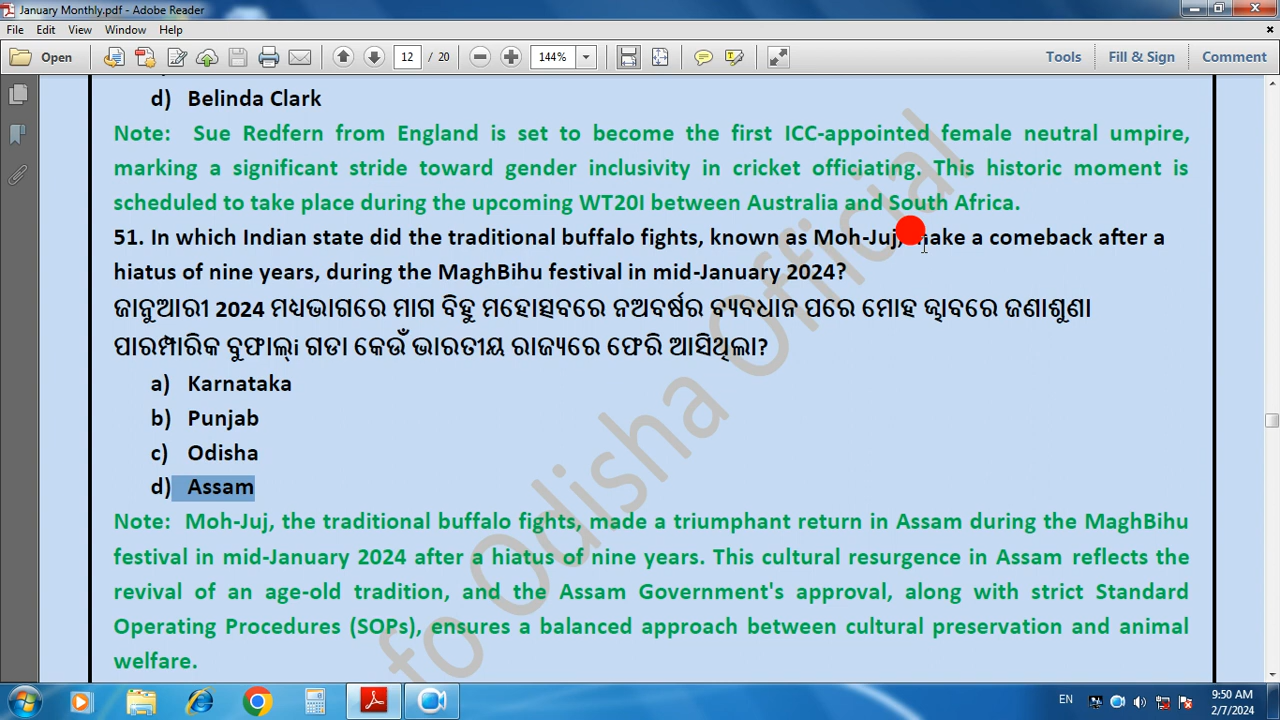 January Monthly.pdf - Adobe Reader
File Edit View Window Help
Open 12 / 20 144% Tools Fill & Sign Comment
d) Belinda Clark
Note: Sue Redfern from England is set to become the first ICC-appointed female neutral umpire,
marking a significant stride toward gender inclusivity in cricket officiating. This historic moment is
scheduled to take place during the upcoming WT20I between Australia and South Africa.
51. In which Indian state did the traditional buffalo fights, known as Moh-Juj, make a comeback after a
hiatus of nine years, during the MaghBihu festival in mid-January 2024?
ଜାନୁଆରୀ 2024 ମଧ୍ୟଭାଗରେ ମାଗ ବିହୁ ମହୋତ୍ସବରେ ନଅବର୍ଷର ବ୍ୟବଧାନ ପରେ ମୋହ ଜ୍ଭାବରେ ଜଣାଶୁଣା
ପାରମ୍ପାରିକ ବୁଫାଲ୍i ଗଡା କେଉଁ ଭାରତୀୟ ରାଜ୍ୟରେ ଫେରି ଆସିଥିଲା?
a) Karnataka
b) Punjab
c) Odisha
d) Assam
Note: Moh-Juj, the traditional buffalo fights, made a triumphant return in Assam during the MaghBihu
festival in mid-January 2024 after a hiatus of nine years. This cultural resurgence in Assam reflects the
revival of an age-old tradition, and the Assam Government's approval, along with strict Standard
Operating Procedures (SOPs), ensures a balanced approach between cultural preservation and animal
welfare.
fo Odisha Official
EN 9:50 AM
2/7/2024